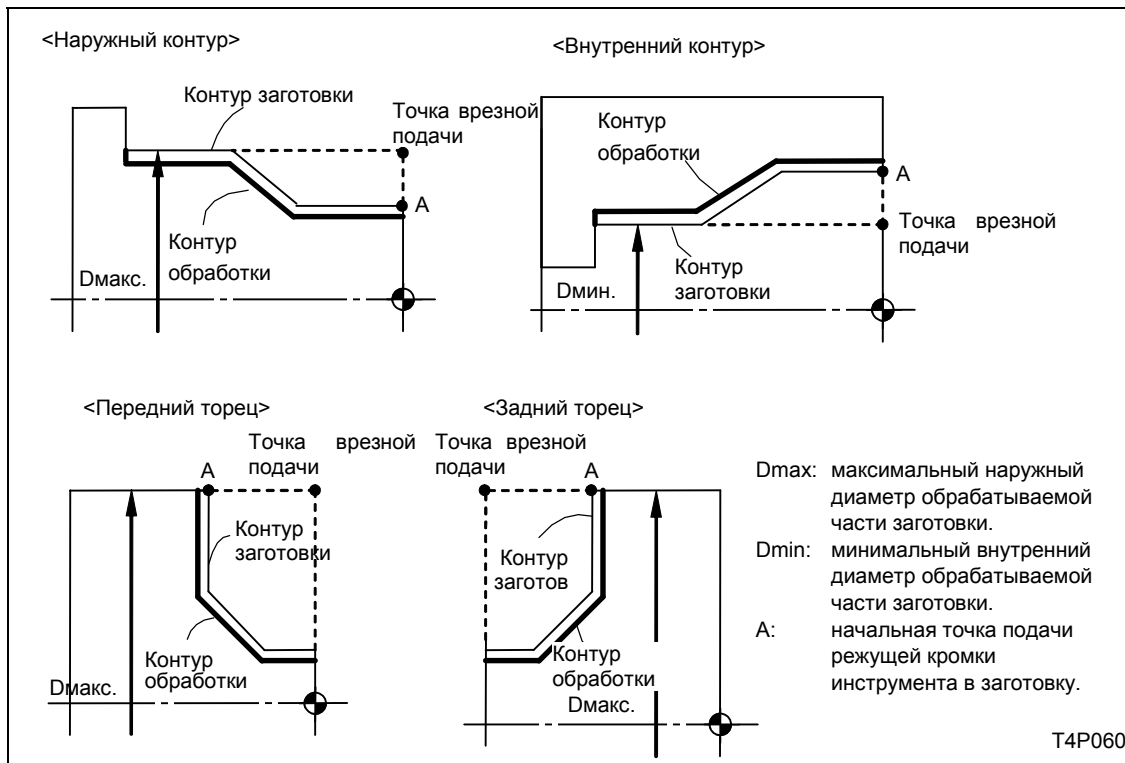 <Наружный контур>
Контур заготовки
Точка врезной
подачи
A
Контур
обработки
Dмакс.
<Внутренний контур>
Контур
обработки
A
Точка врезной
подачи
Контур
заготовки
Dмин.
<Передний торец>
Точка врезной
подачи
A
Контур
заготовки
Контур
обработки
Dмакс.
<Задний торец>
Точка врезной
подачи
A
Контур
заготов
Контур
обработки
Dмакс.
Dmax: максимальный наружный
диаметр обрабатываемой
части заготовки.
Dmin: минимальный внутренний
диаметр обрабатываемой
части заготовки.
A: начальная точка подачи
режущей кромки
инструмента в заготовку.
T4P060